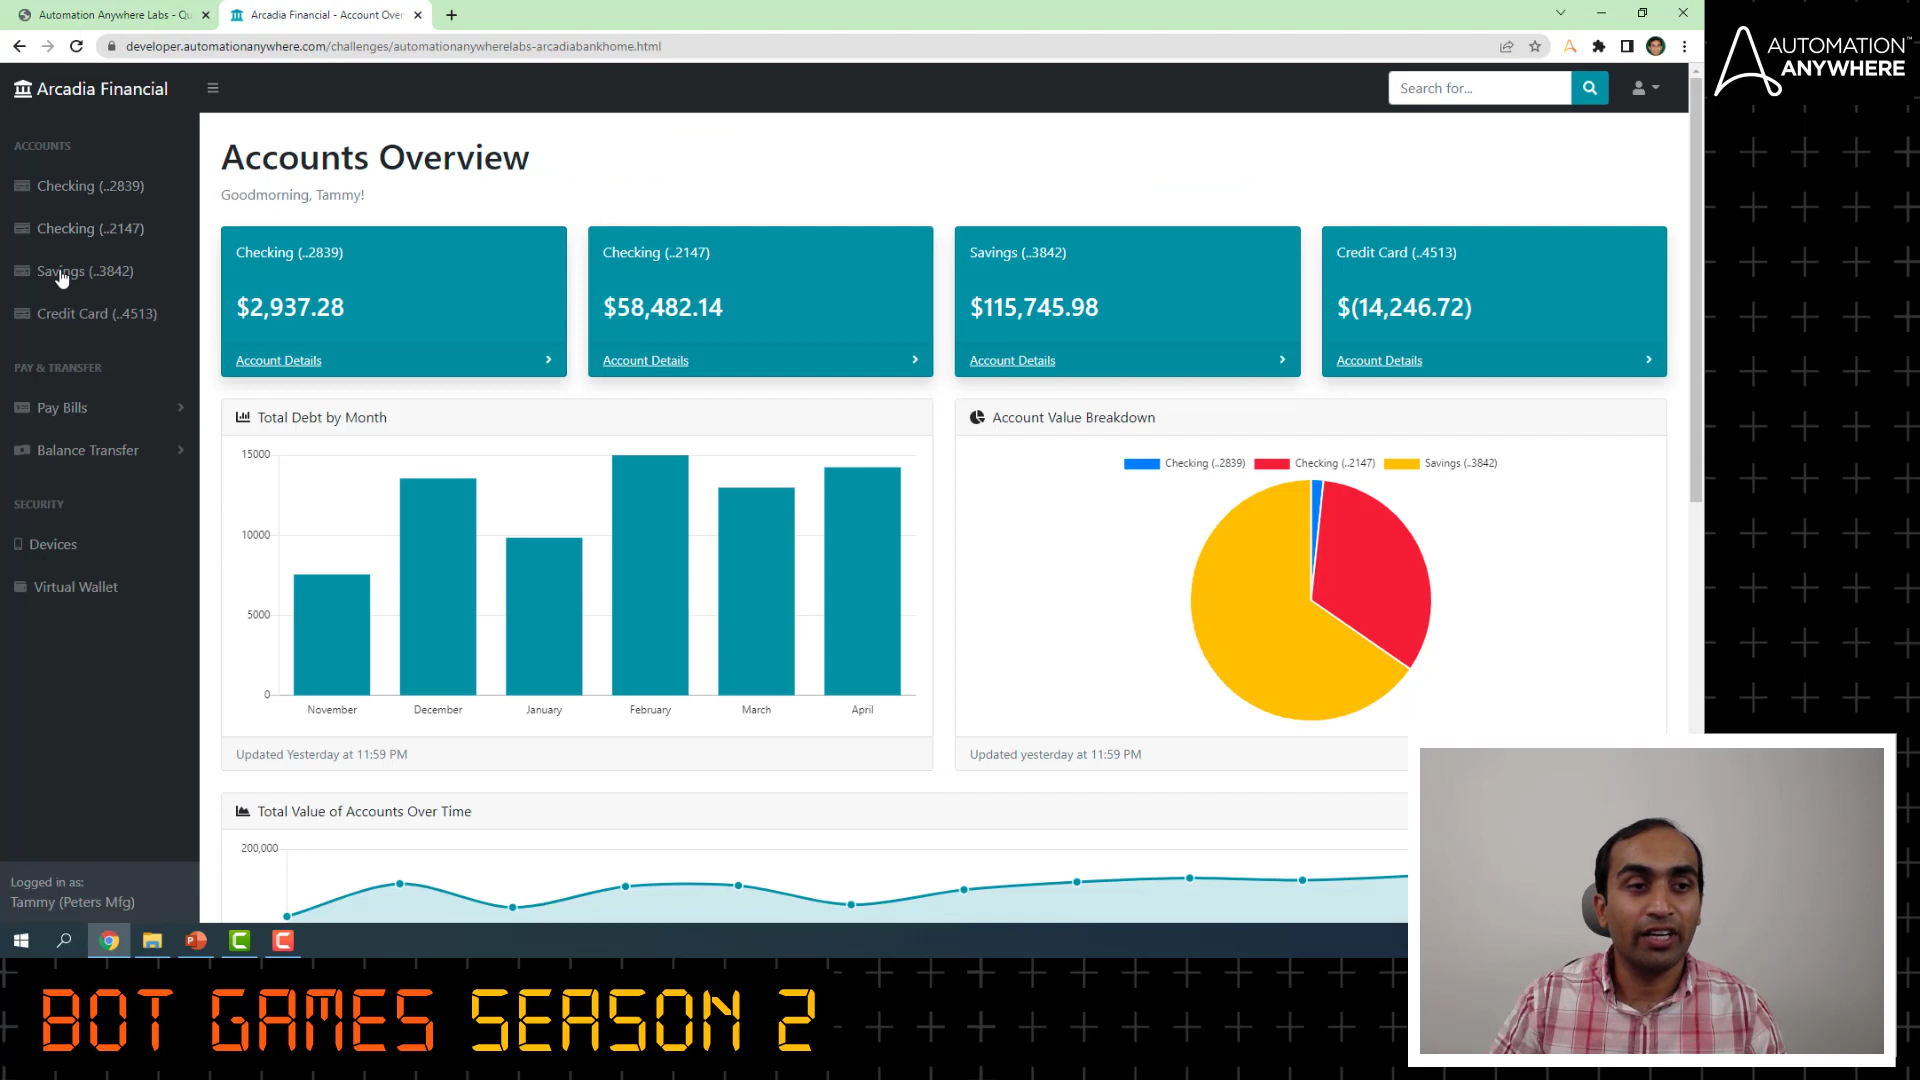 Automation Anywhere Labs - Qu
Arcadia Financial - Account Over
developer.automationanywhere.com/challenges/automationanywherelabs-arcadiabankhome.html
AUTOMATION
ANYWHERE
Arcadia Financial
Search for...
ACCOUNTS
Checking (..2839)
Checking (..2147)
Savings (..3842)
Credit Card (..4513)
PAY & TRANSFER
Pay Bills
Balance Transfer
SECURITY
Devices
Virtual Wallet
Logged in as:
Tammy (Peters Mfg)
Accounts Overview
Goodmorning, Tammy!
Checking (..2839)
$2,937.28
Account Details
Checking (..2147)
$58,482.14
Account Details
Savings (..3842)
$115,745.98
Account Details
Credit Card (..4513)
$(14,246.72)
Account Details
Total Debt by Month
15000
10000
5000
0
November December January February March April
Updated Yesterday at 11:59 PM
Account Value Breakdown
Checking (..2839) Checking (..2147) Savings (..3842)
Updated yesterday at 11:59 PM
Total Value of Accounts Over Time
200,000
BOT GAMES SEASON 2